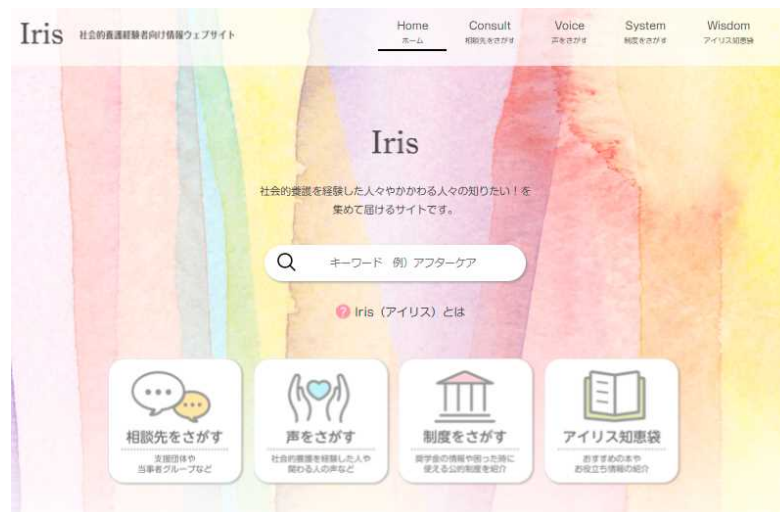 Iris 社会的養護経験者向け情報ウェブサイト
Home Consult Voice System Wisdom
ホーム 相談先をさがす 声をさがす 制度をさがす アイリス知恵袋
Iris
社会的養護を経験した人々やかかわる人々の知りたい!を
集めて届けるサイトです。
キーワード 例)アフターケア
? Iris(アイリス)とは
相談先をさがす 声をさがす 制度をさがす アイリス知恵袋
支援団体や 社会的養護を経験した人や 奨学金の情報や困った時に おすすめの本や
当事者グループなど 関わる人の声など 使える公的制度を紹介 お役立ち情報の紹介